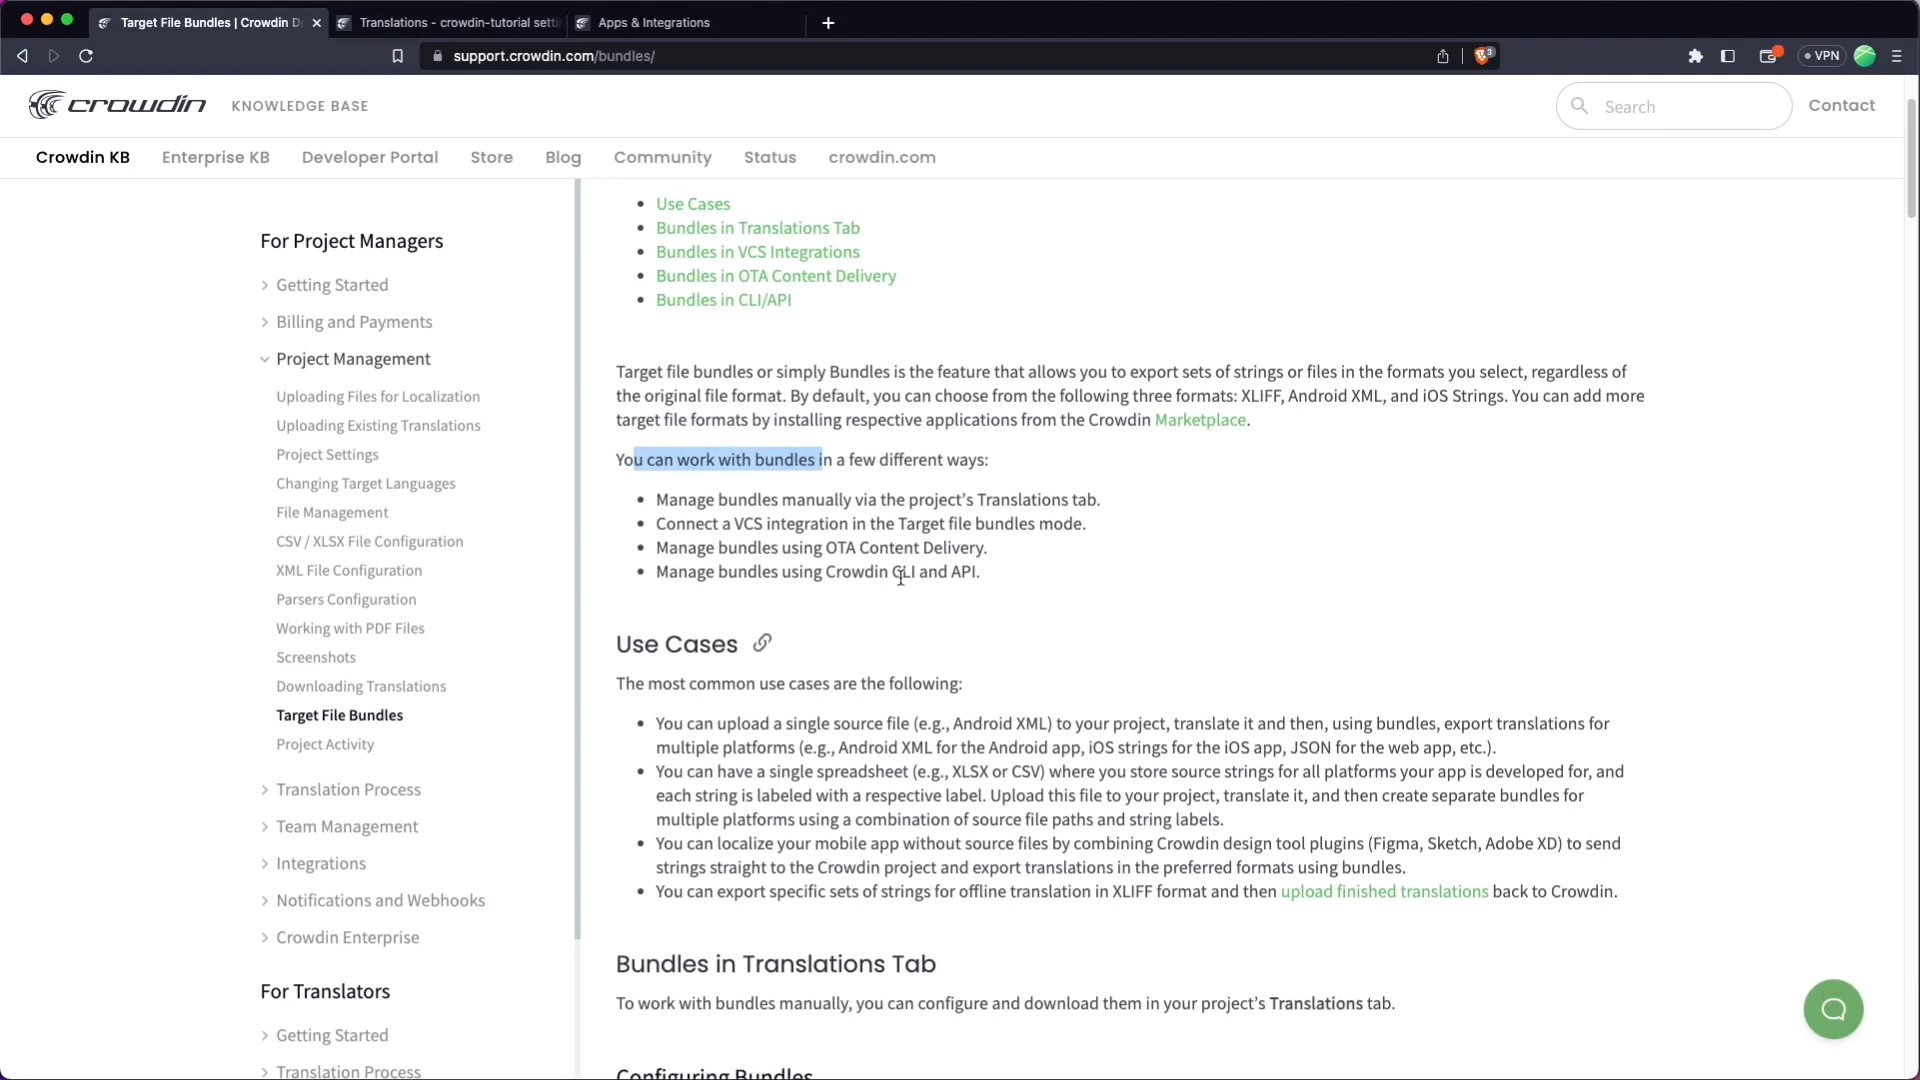 Target File Bundles | Crowdin D
Translations - crowdin-tutorial setti
Apps & Integrations
support.crowdin.com/bundles/
3
VPN
crowdin
KNOWLEDGE BASE
Search
Contact
Crowdin KB
Enterprise KB
Developer Portal
Store
Blog
Community
Status
crowdin.com
For Project Managers
Getting Started
Billing and Payments
Project Management
Uploading Files for Localization
Uploading Existing Translations
Project Settings
Changing Target Languages
File Management
CSV / XLSX File Configuration
XML File Configuration
Parsers Configuration
Working with PDF Files
Screenshots
Downloading Translations
Target File Bundles
Project Activity
Translation Process
Team Management
Integrations
Notifications and Webhooks
Crowdin Enterprise
For Translators
Getting Started
Translation Process
Use Cases
Bundles in Translations Tab
Bundles in VCS Integrations
Bundles in OTA Content Delivery
Bundles in CLI/API
Target file bundles or simply Bundles is the feature that allows you to export sets of strings or files in the formats you select, regardless of
the original file format. By default, you can choose from the following three formats: XLIFF, Android XML, and iOS Strings. You can add more
target file formats by installing respective applications from the Crowdin Marketplace.
You can work with bundles in a few different ways:
Manage bundles manually via the project's Translations tab.
Connect a VCS integration in the Target file bundles mode.
Manage bundles using OTA Content Delivery.
Manage bundles using Crowdin CLI and API.
Use Cases
The most common use cases are the following:
You can upload a single source file (e.g., Android XML) to your project, translate it and then, using bundles, export translations for
multiple platforms (e.g., Android XML for the Android app, iOS strings for the iOS app, JSON for the web app, etc.).
You can have a single spreadsheet (e.g., XLSX or CSV) where you store source strings for all platforms your app is developed for, and
each string is labeled with a respective label. Upload this file to your project, translate it, and then create separate bundles for
multiple platforms using a combination of source file paths and string labels.
You can localize your mobile app without source files by combining Crowdin design tool plugins (Figma, Sketch, Adobe XD) to send
strings straight to the Crowdin project and export translations in the preferred formats using bundles.
You can export specific sets of strings for offline translation in XLIFF format and then upload finished translations back to Crowdin.
Bundles in Translations Tab
To work with bundles manually, you can configure and download them in your project's Translations tab.
Configuring Bundles